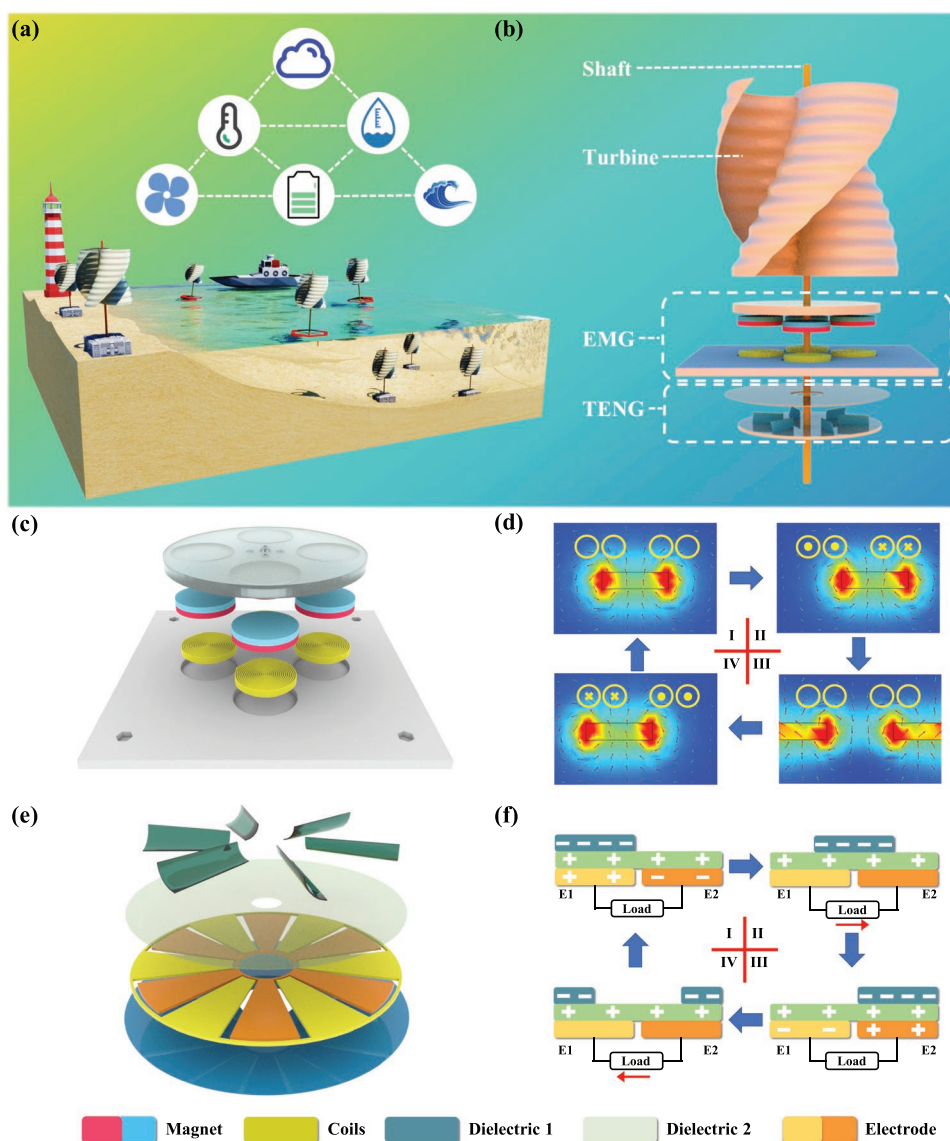 (a)
(b)
Shaft
Turbine
EMG
TENG
(c)
(d)
I II
IV III
(e)
(f)
+ + + +
+ + - -
E1 E2
Load
+ + + +
E1 E2
Load
I II
IV III
+ + + +
E1 E2
Load
+ + + +
- - + +
E1 E2
Load
Magnet Coils Dielectric 1 Dielectric 2 Electrode